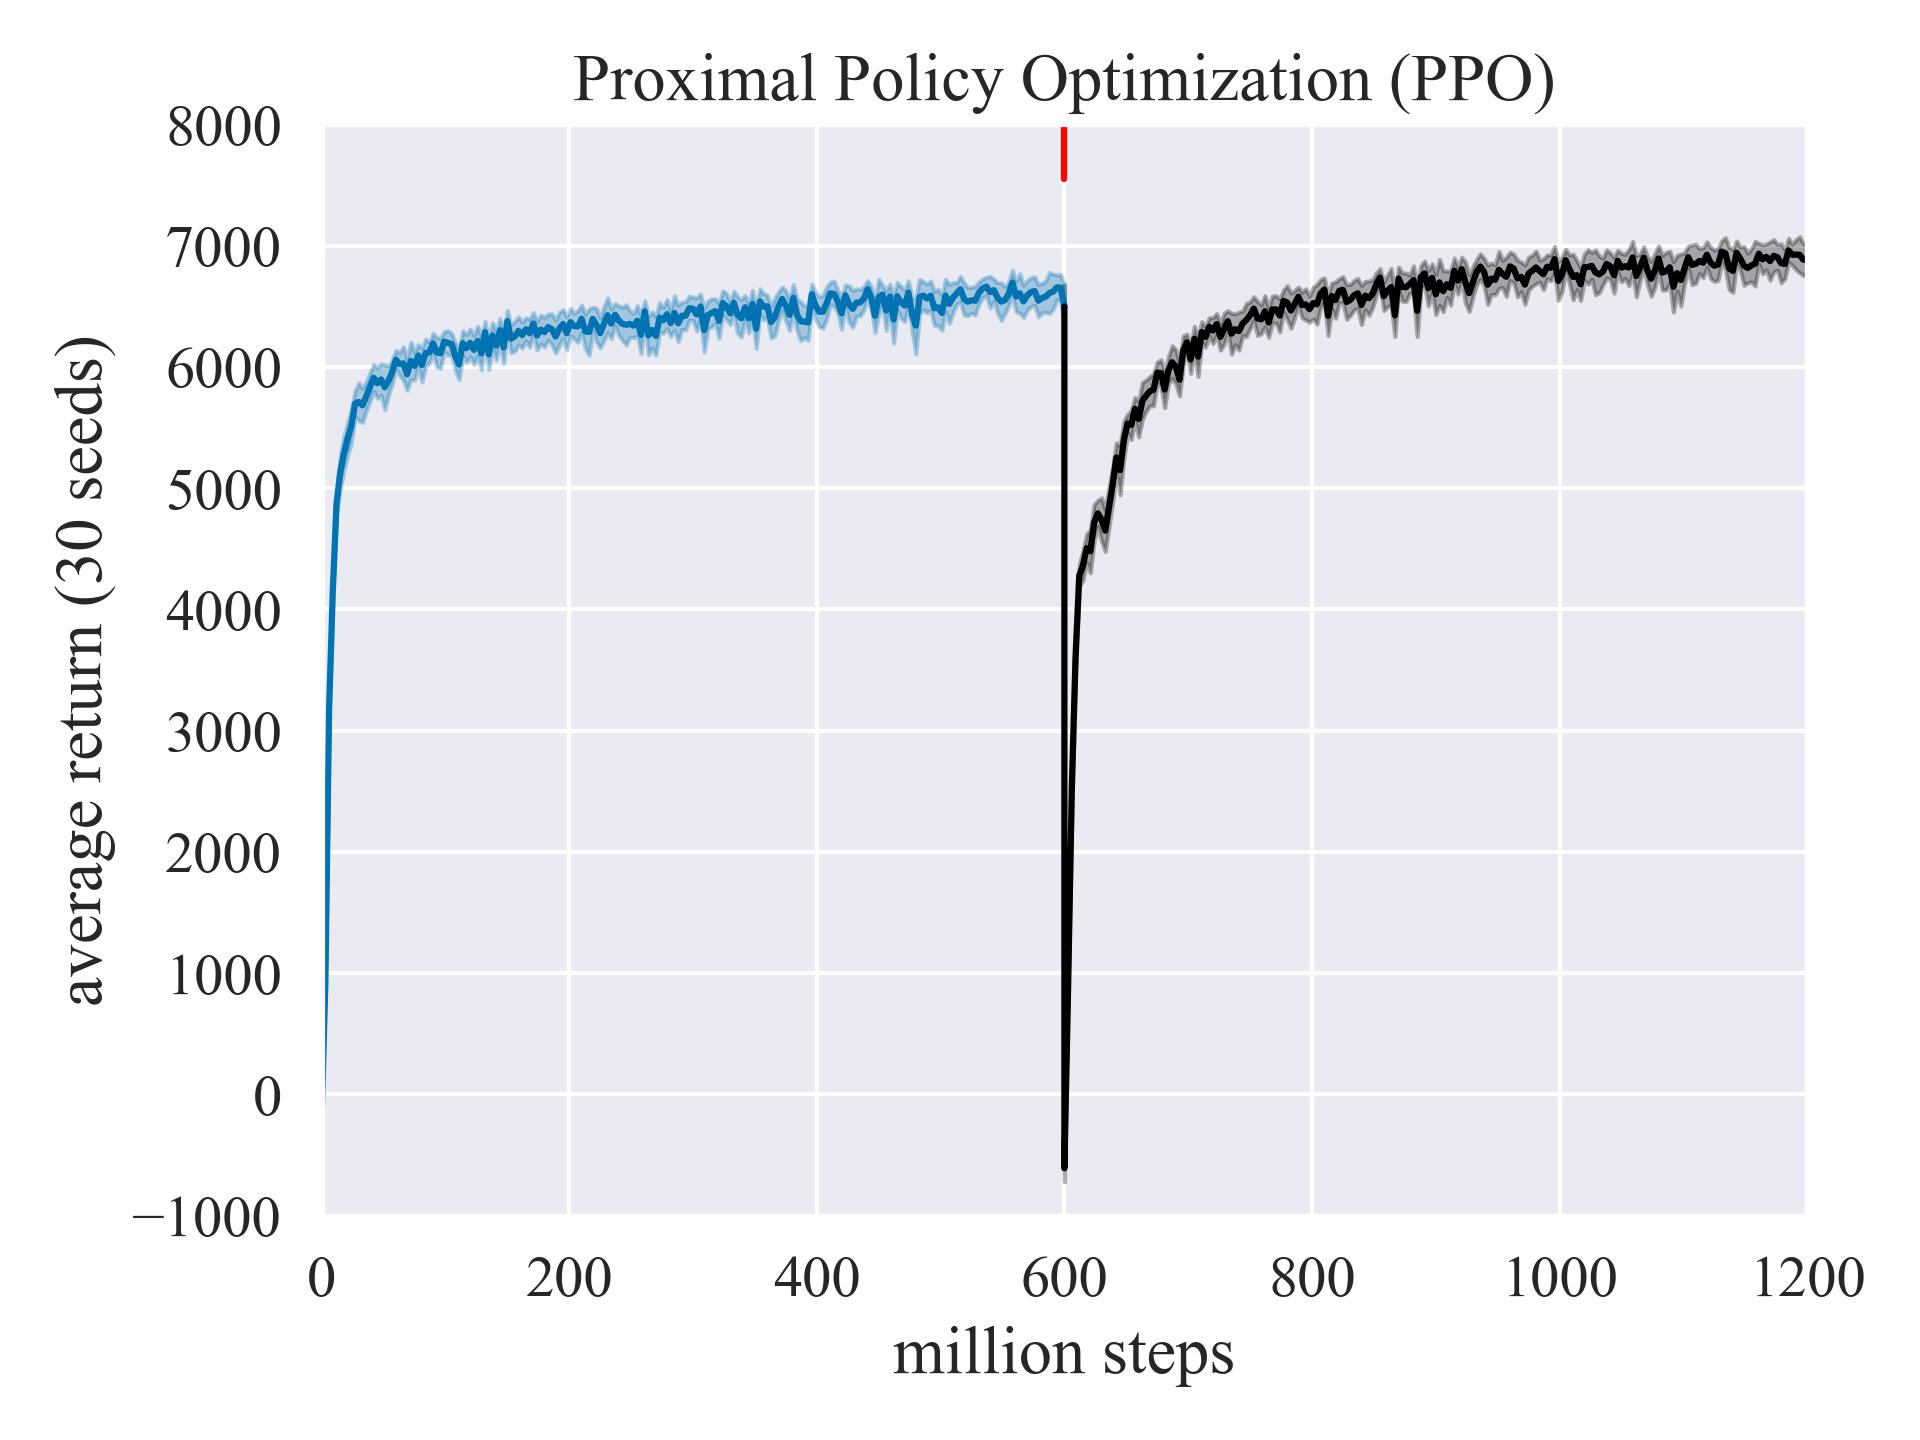 Proximal Policy Optimization (PPO)
8000
7000
6000
5000
4000
3000
2000
1000
0
−1000
average return (30 seeds)
0 200 400 600 800 1000 1200
million steps